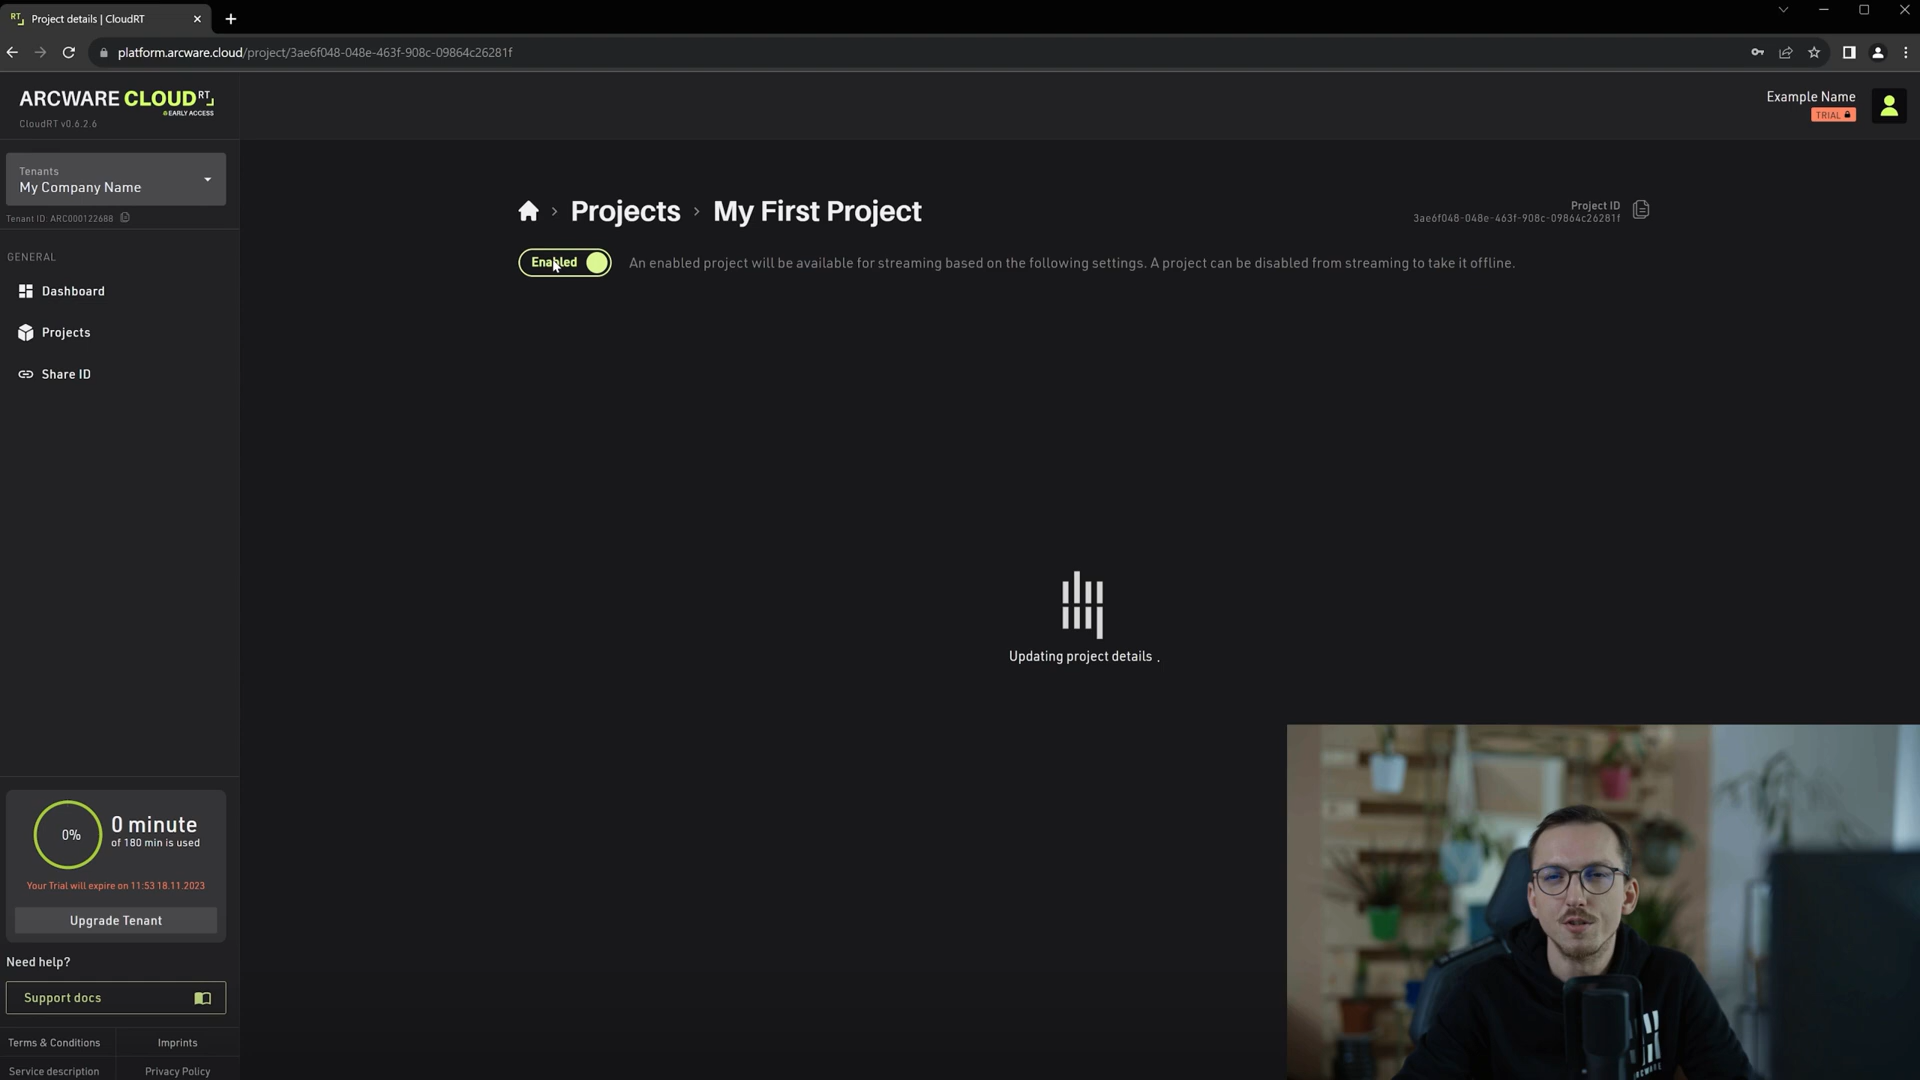 Project details | CloudRT
platform.arcware.cloud/project/3ae6f048-048e-463f-908c-09864c26281f
ARCWARE CLOUD RT
EARLY ACCESS
CloudRT v0.6.2.6
Example Name
TRIAL
Tenants
My Company Name
Tenant ID: ARC000122688
GENERAL
Dashboard
Projects
Share ID
Projects > My First Project
Project ID
3ae6f048-048e-463f-908c-09864c26281f
Enabled
An enabled project will be available for streaming based on the following settings. A project can be disabled from streaming to take it offline.
Updating project details .
0%
0 minute
of 180 min is used
Your Trial will expire on 11:53 18.11.2023
Upgrade Tenant
Need help?
Support docs
Terms & Conditions
Imprints
Service description
Privacy Policy
ARCWARE